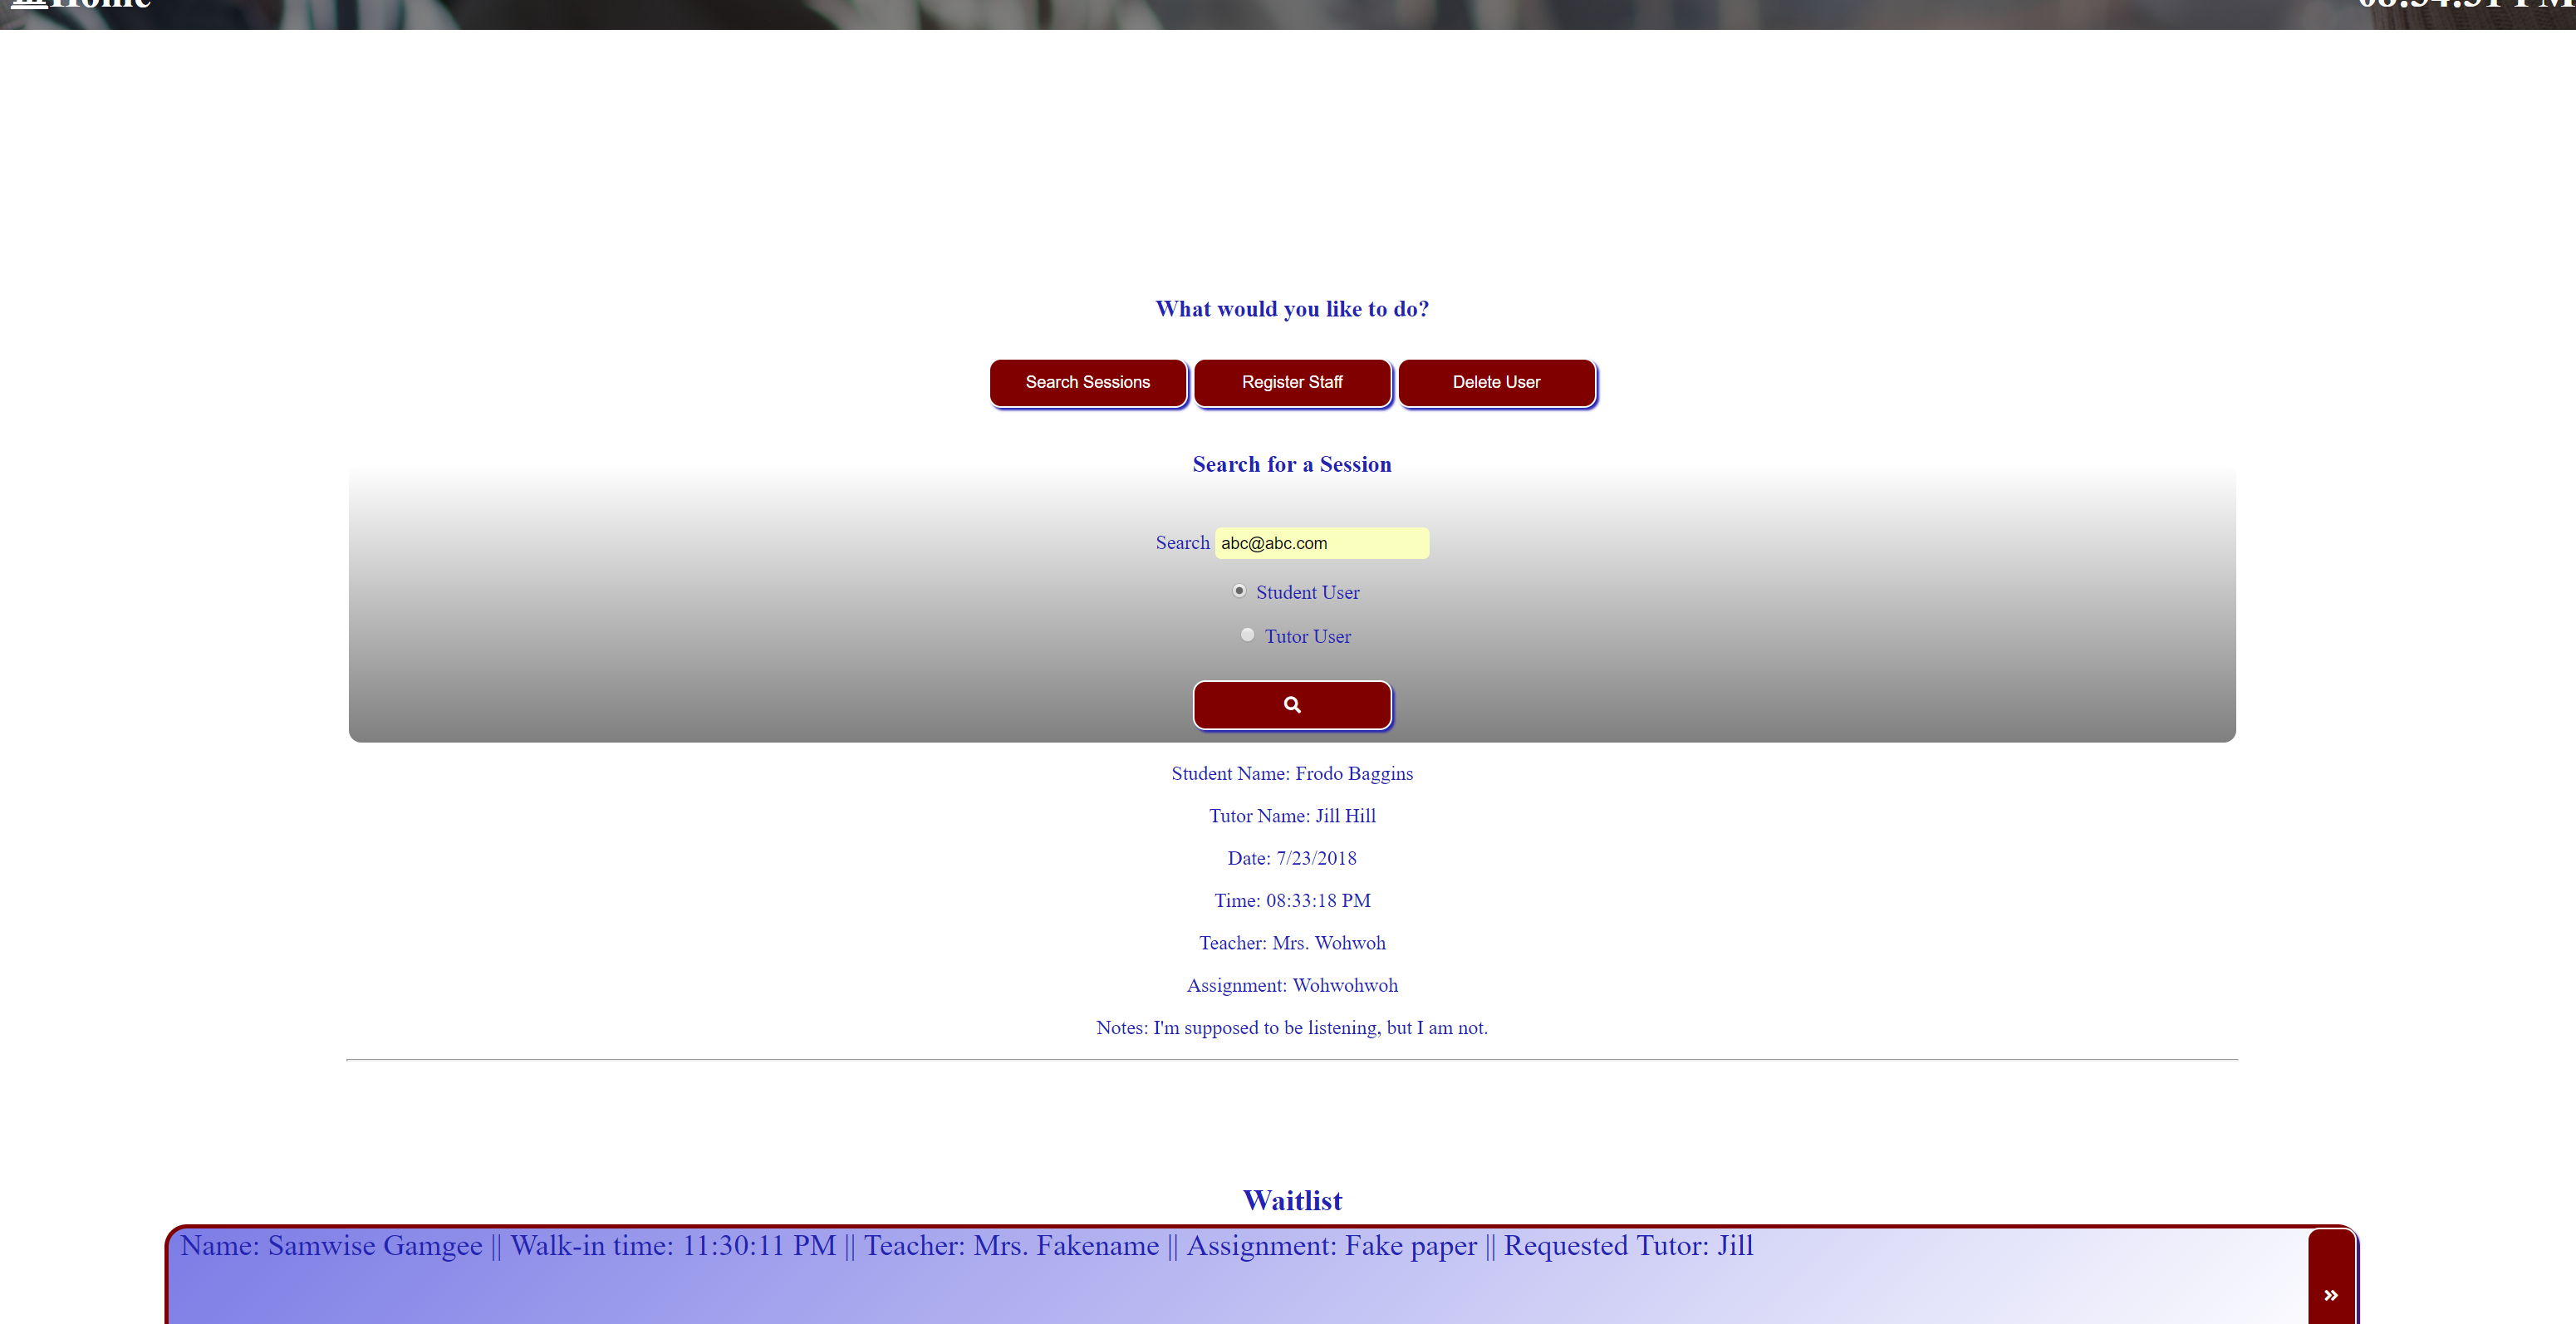 Home
What would you like to do?
Search Sessions Register Staff Delete User
Search for a Session
Search abc@abc.com
Student User
Tutor User
Student Name: Frodo Baggins
Tutor Name: Jill Hill
Date: 7/23/2018
Time: 08:33:18 PM
Teacher: Mrs. Wohwoh
Assignment: Wohwohwoh
Notes: I'm supposed to be listening, but I am not.
Waitlist
Name: Samwise Gamgee || Walk-in time: 11:30:11 PM || Teacher: Mrs. Fakename || Assignment: Fake paper || Requested Tutor: Jill
»